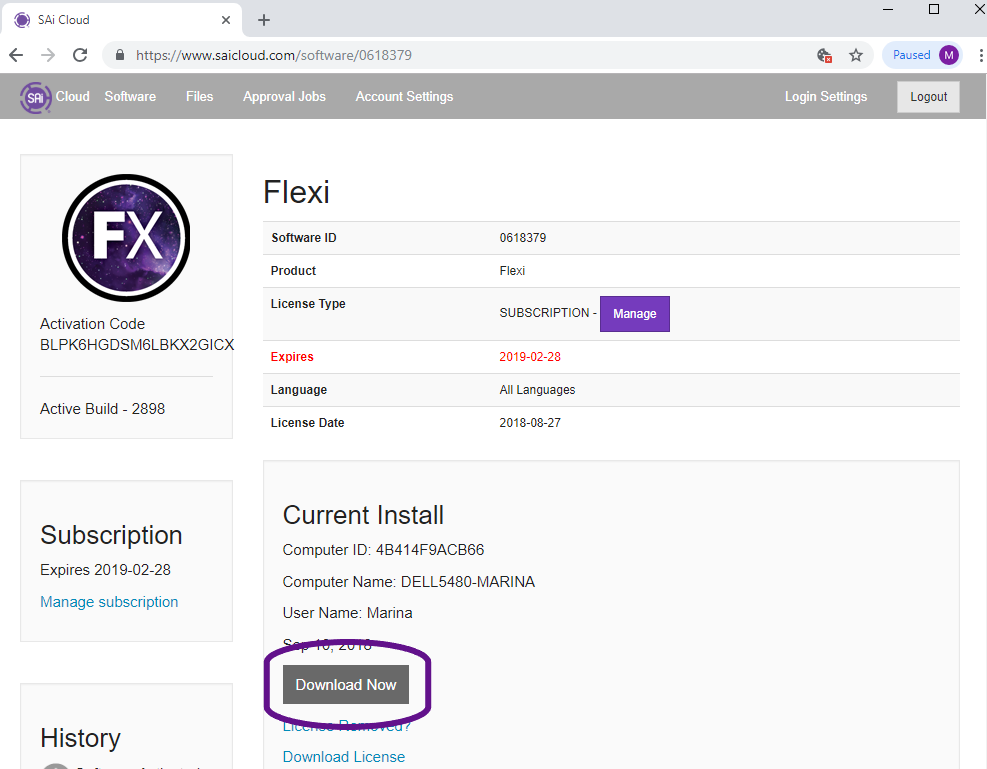 SAi Cloud
https://www.saicloud.com/software/0618379
Paused M
SAi Cloud Software Files Approval Jobs Account Settings Login Settings Logout
FX
Activation Code
BLPK6HGDSM6LBKX2GICX
Active Build - 2898
Flexi
Software ID 0618379
Product Flexi
License Type SUBSCRIPTION - Manage
Expires 2019-02-28
Language All Languages
License Date 2018-08-27
Subscription
Expires 2019-02-28
Manage subscription
Current Install
Computer ID: 4B414F9ACB66
Computer Name: DELL5480-MARINA
User Name: Marina
Sep 10, 2018
Download Now
License Removed?
Download License
History